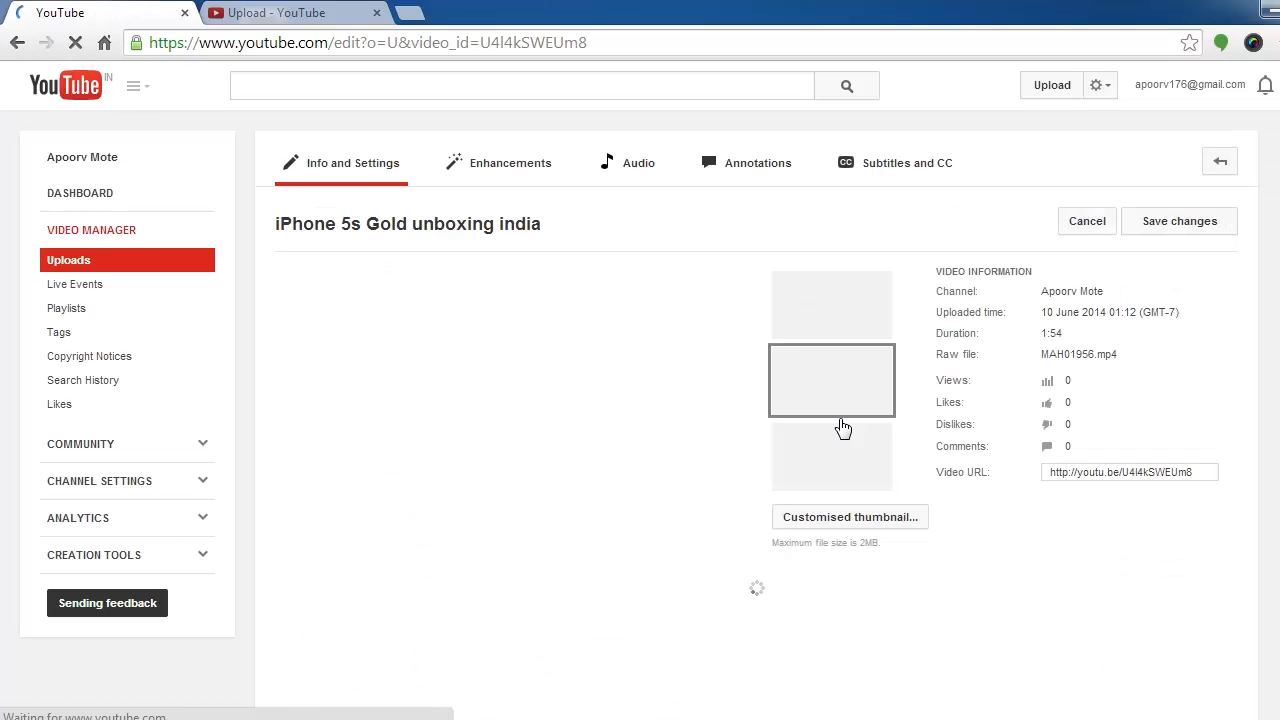 YouTube
Upload - YouTube
https://www.youtube.com/edit?o=U&video_id=U4l4kSWEUm8
YouTube IN
Upload
apoorv176@gmail.com
Apoorv Mote
DASHBOARD
VIDEO MANAGER
Uploads
Live Events
Playlists
Tags
Copyright Notices
Search History
Likes
COMMUNITY
CHANNEL SETTINGS
ANALYTICS
CREATION TOOLS
Sending feedback
Info and Settings
Enhancements
Audio
Annotations
CC Subtitles and CC
iPhone 5s Gold unboxing india
Cancel
Save changes
Customised thumbnail...
Maximum file size is 2MB.
VIDEO INFORMATION
Channel: Apoorv Mote
Uploaded time: 10 June 2014 01:12 (GMT-7)
Duration: 1:54
Raw file: MAH01956.mp4
Views: 0
Likes: 0
Dislikes: 0
Comments: 0
Video URL: http://youtu.be/U4l4kSWEUm8
Waiting for www.youtube.com